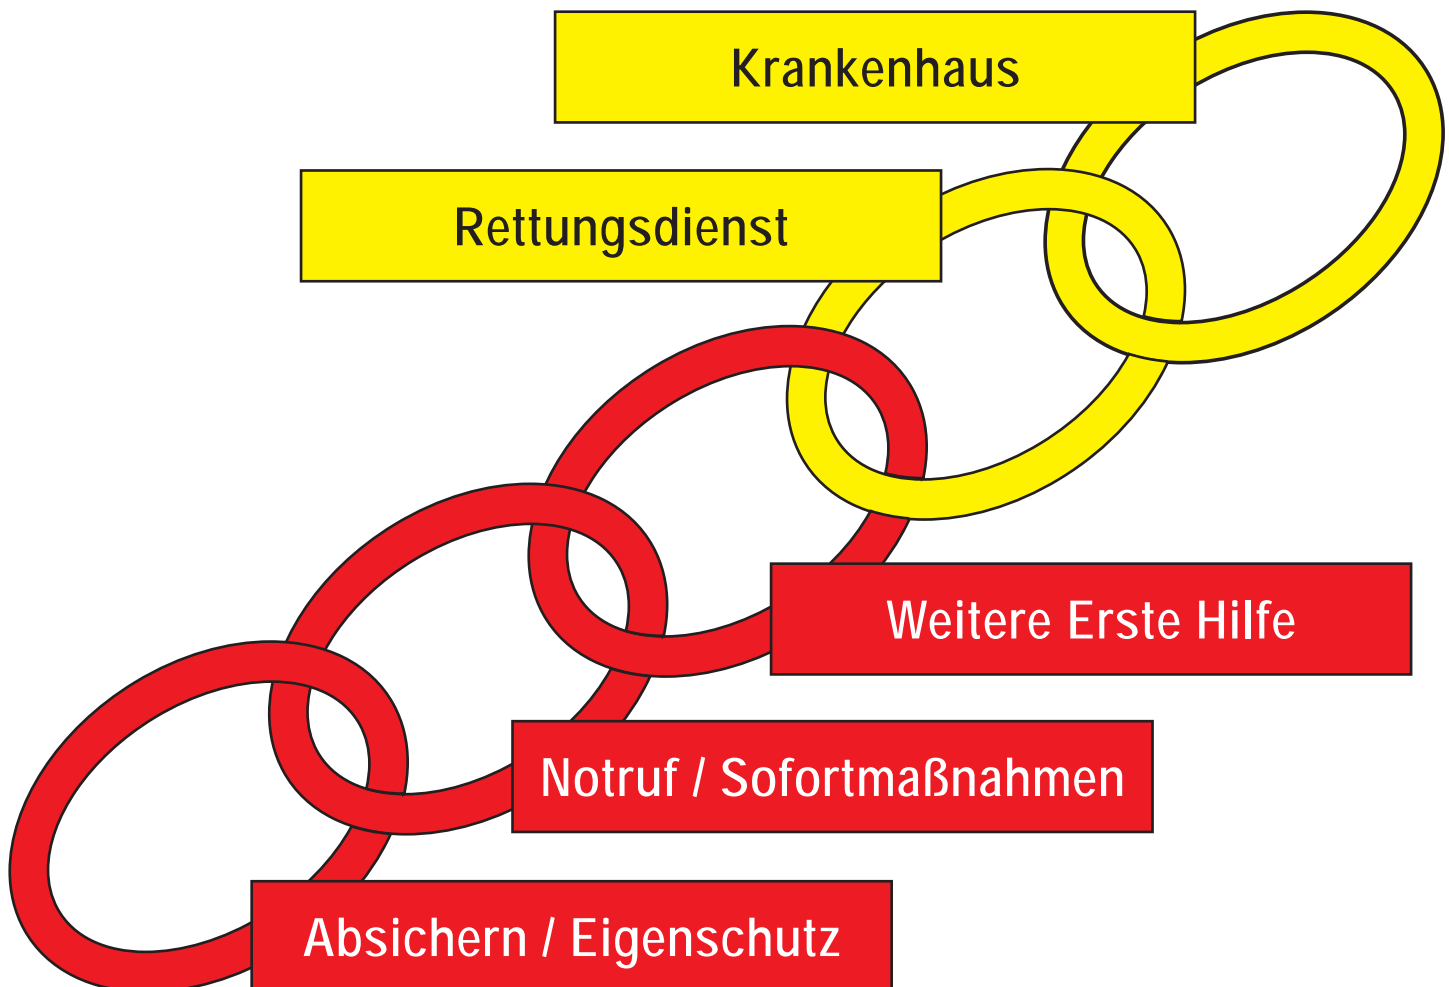 Krankenhaus
Rettungsdienst
Weitere Erste Hilfe
Notruf / Sofortmaßnahmen
Absichern / Eigenschutz